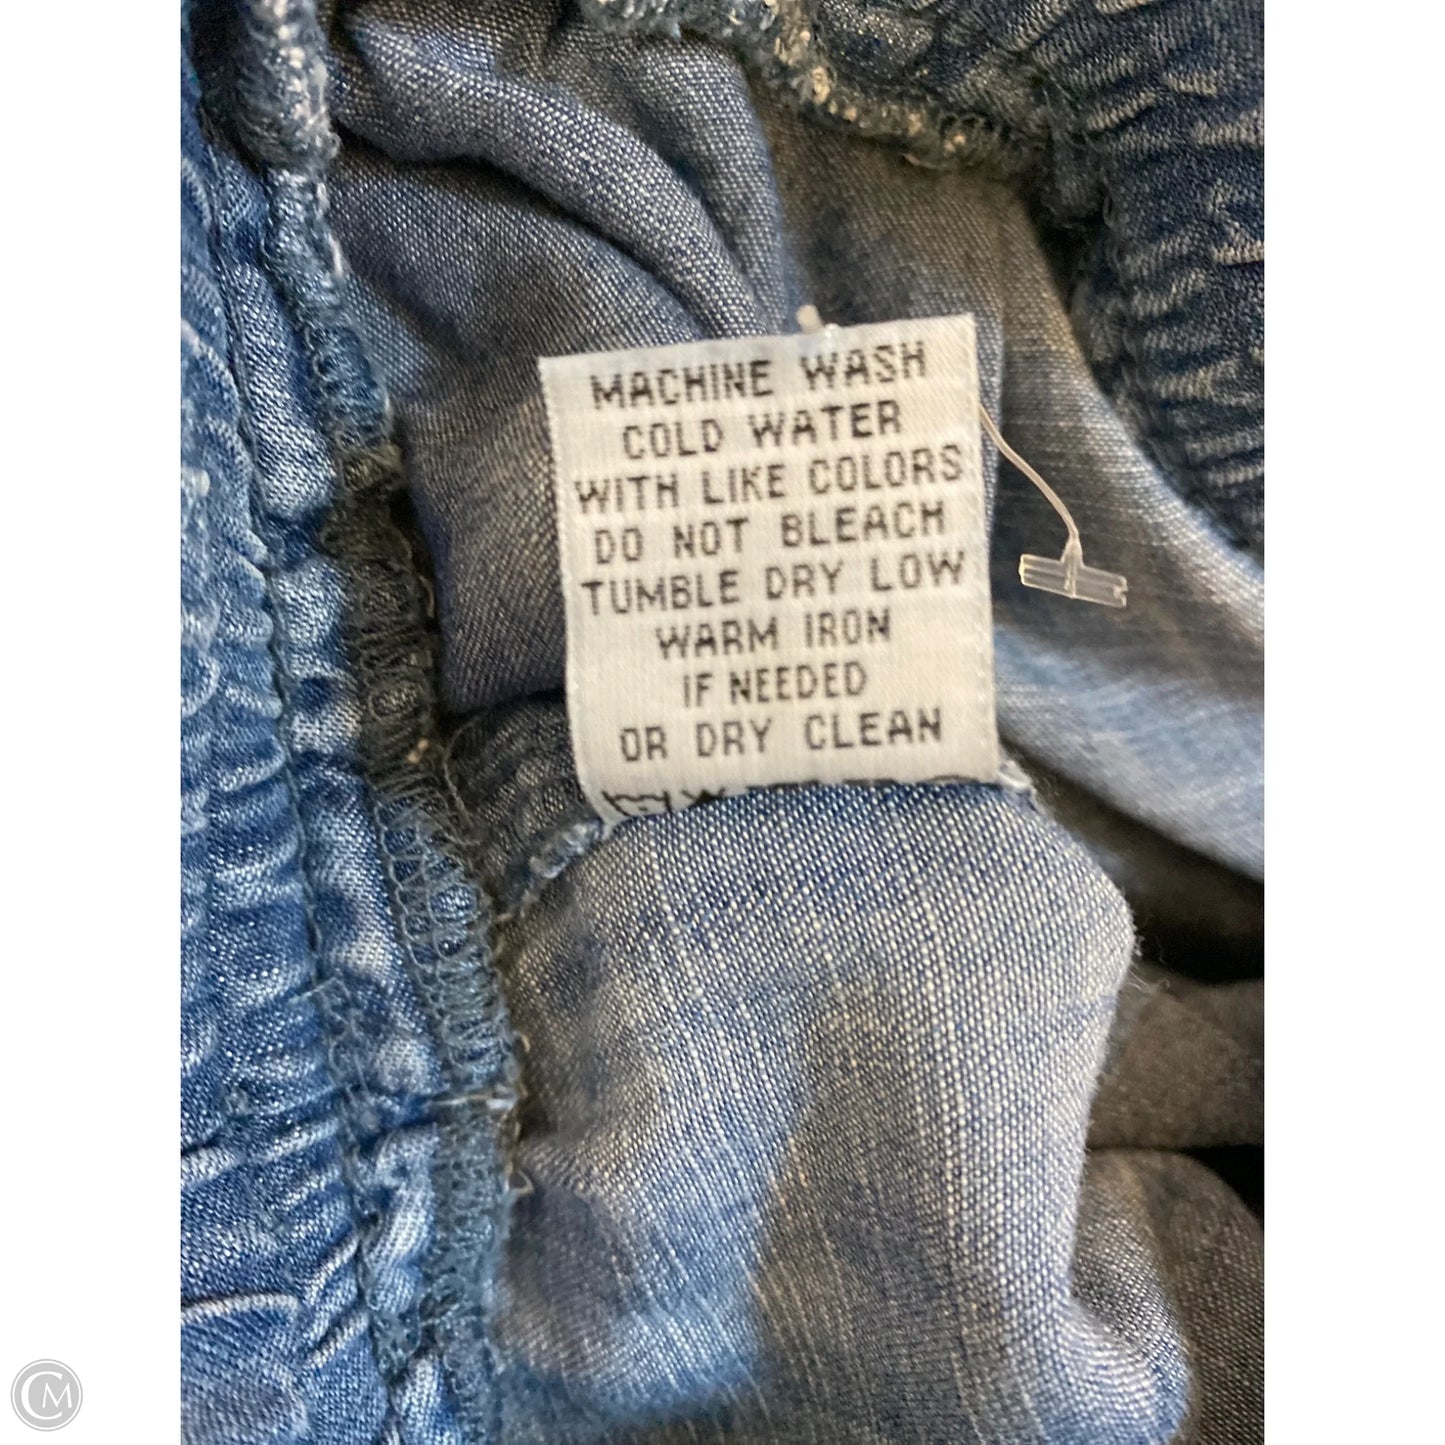 MACHINE WASH
COLD WATER
WITH LIKE COLORS
DO NOT BLEACH
TUMBLE DRY LOW
WARM IRON
IF NEEDED
OR DRY CLEAN
CM